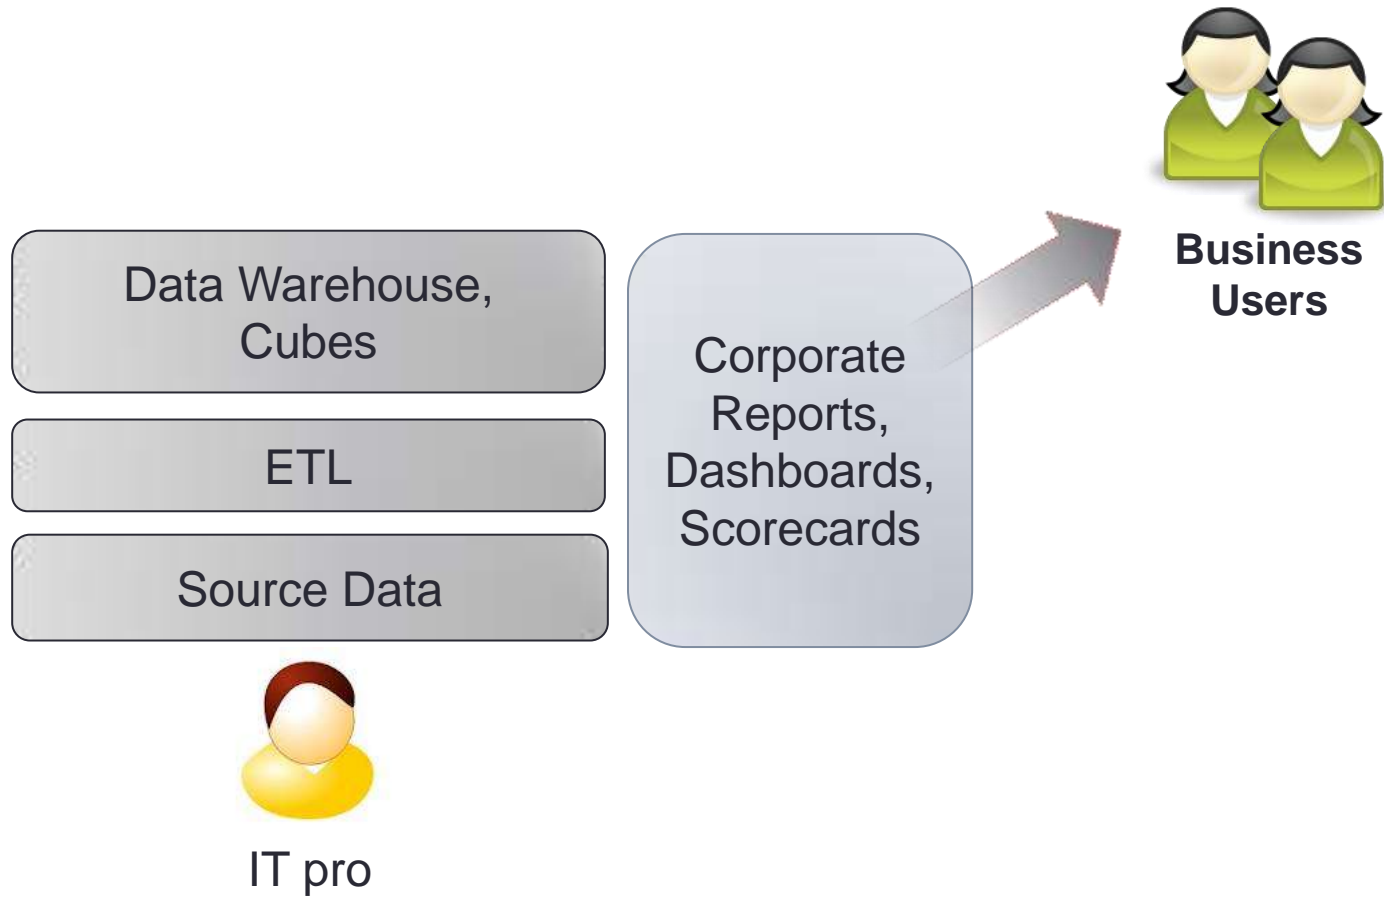 Data Warehouse,
Cubes
ETL
Source Data
IT pro
Corporate
Reports,
Dashboards,
Scorecards
Business
Users